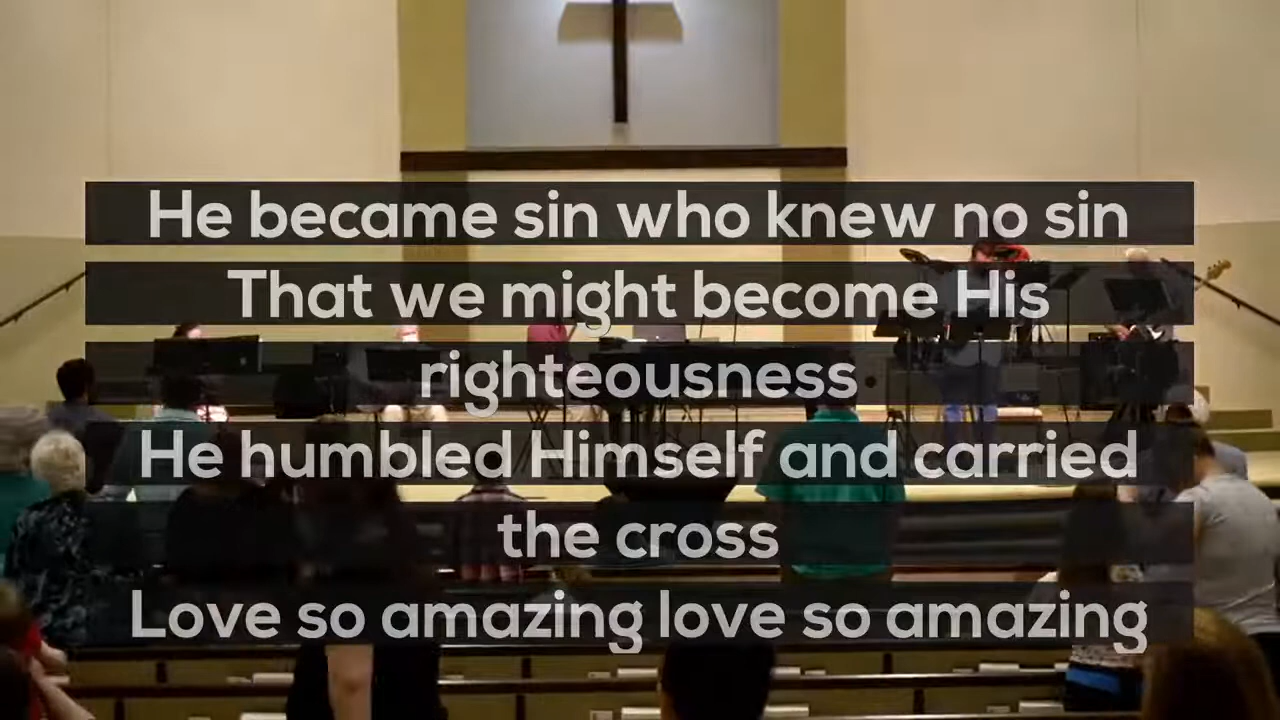 He became sin who knew no sin
That we might become His
righteousness
He humbled Himself and carried
the cross
Love so amazing love so amazing